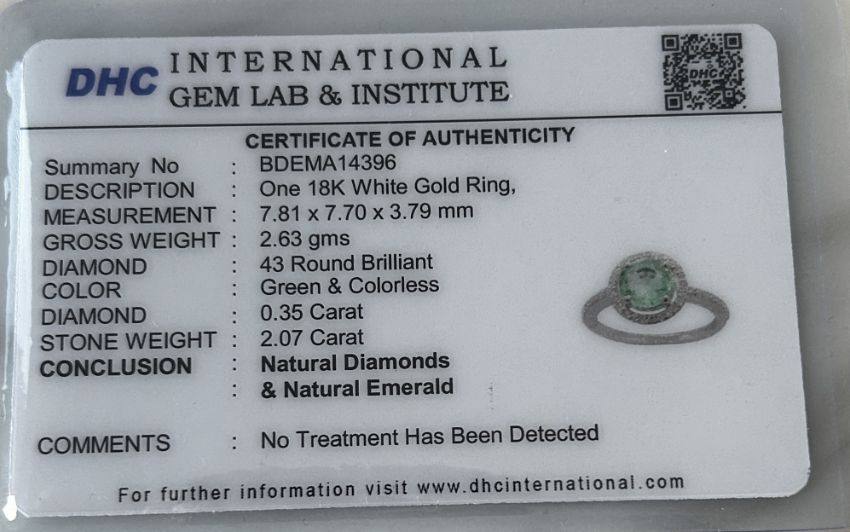 DHC INTERNATIONAL
GEM LAB & INSTITUTE
DHC
CERTIFICATE OF AUTHENTICITY
Summary No : BDEMA14396
DESCRIPTION : One 18K White Gold Ring,
MEASUREMENT : 7.81 x 7.70 x 3.79 mm
GROSS WEIGHT : 2.63 gms
DIAMOND : 43 Round Brilliant
COLOR : Green & Colorless
DIAMOND : 0.35 Carat
STONE WEIGHT : 2.07 Carat
CONCLUSION : Natural Diamonds
: & Natural Emerald
COMMENTS : No Treatment Has Been Detected
For further information visit www.dhcinternational.com